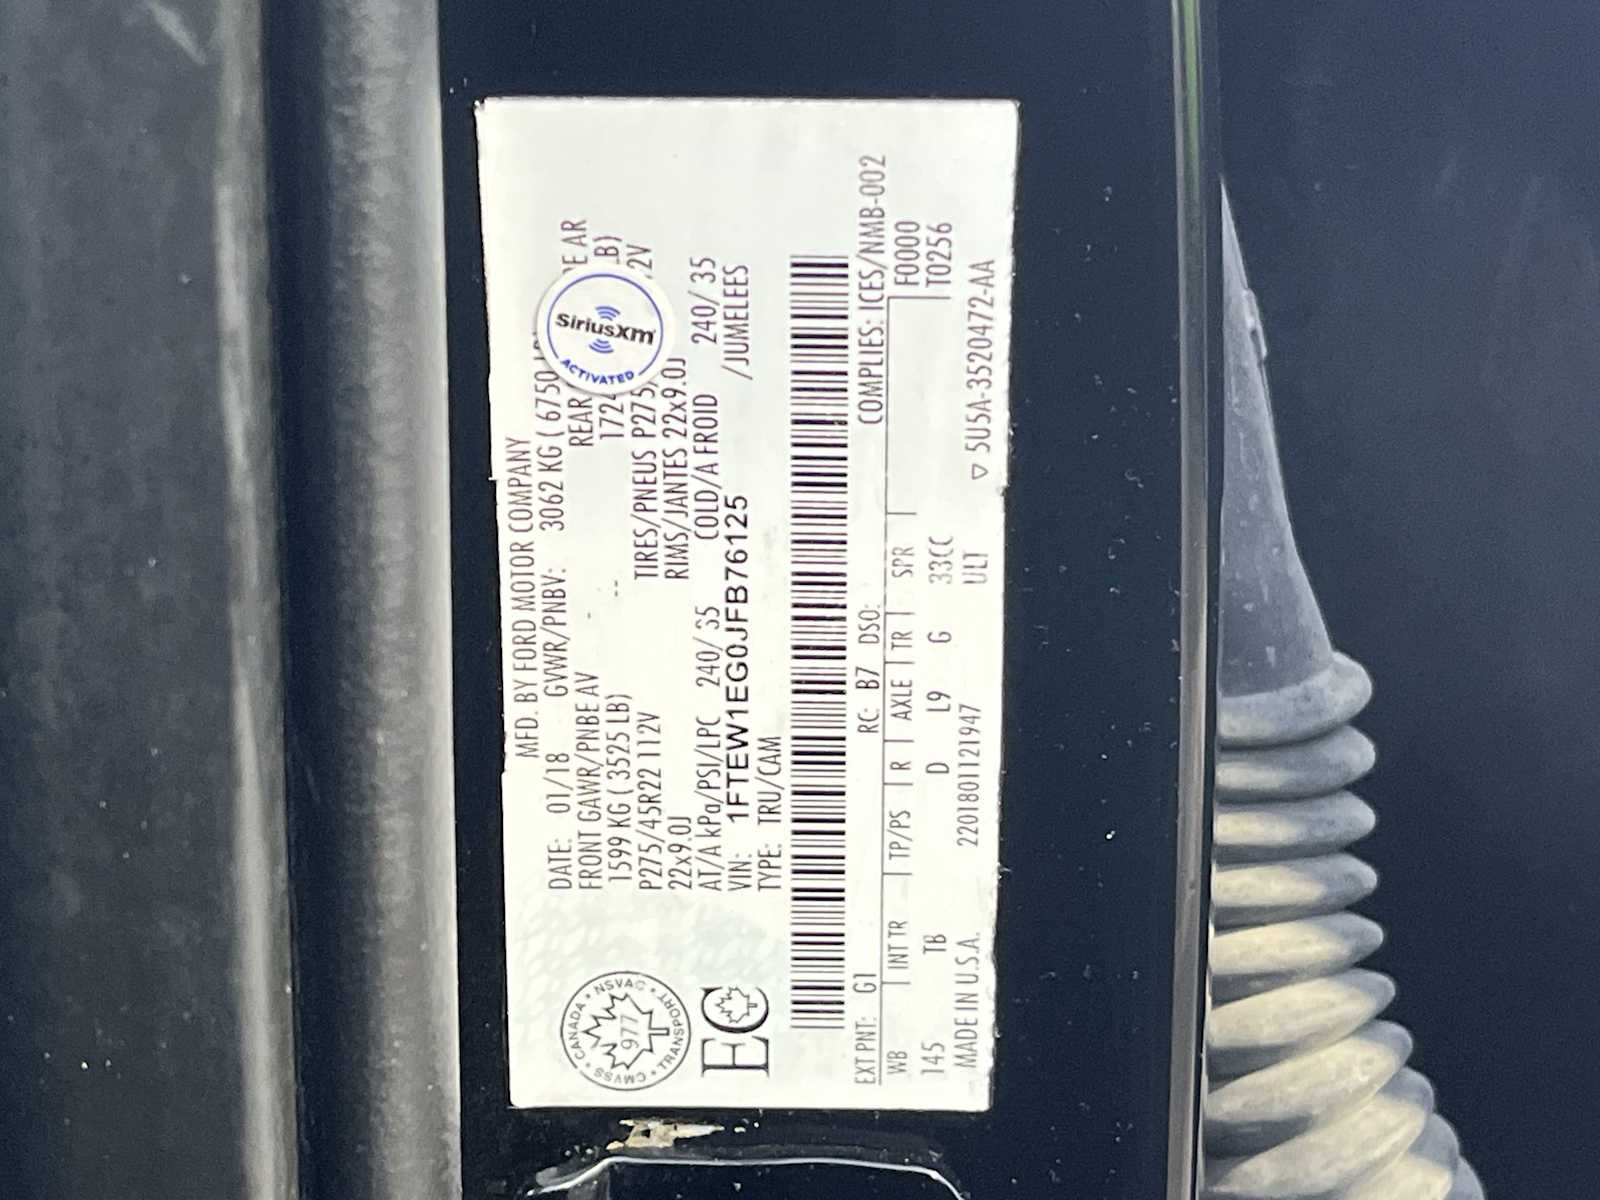 MFD. BY FORD MOTOR COMPANY
DATE: 01/18 GVWR/PNBV: 3062 KG ( 6750
FRONT GAWR/PNBE AV REAR
1599 KG ( 3525 LB)
P275/45R22 112V TIRES/PNEUS P275/
22x9.0J RIMS/JANTES 22x9.0J
AT/A kPa/PSI/LPC 240/ 35 COLD/A FROID 240/ 35
VIN: 1FTEW1EG0JFB76125 /JUMELEES
TYPE: TRU/CAM
SiriusXM
ACTIVATED
CANADA • NSVAC • TRANSPORT • CMVSS
977
EC
EXT PNT: G1 RC: B7 DSO: COMPLIES: ICES/NMB-002
WB INT TR TP/PS R AXLE TR SPR F0000
145 TB D L9 G 33CC T0256
MADE IN U.S.A. 2201801121947 ULT ▽ 5U5A-3520472-AA